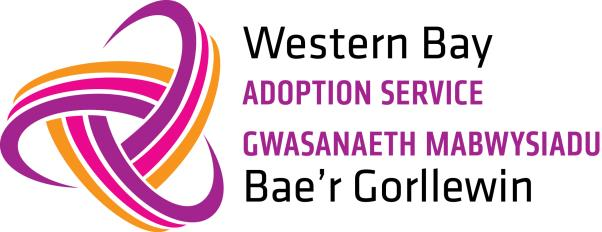 Western Bay
ADOPTION SERVICE
GWASANAETH MABWYSIADU
Bae’r Gorllewin